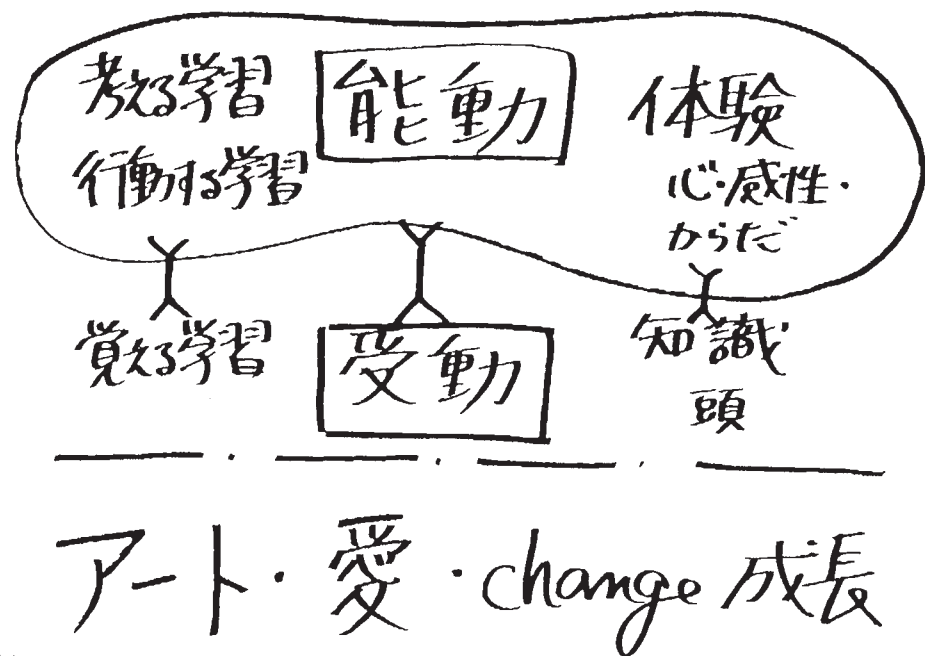 考える学習
行動する学習
能動
体験
心・感性・
からだ
覚える学習
受動
知識
頭
アート・愛・change 成長